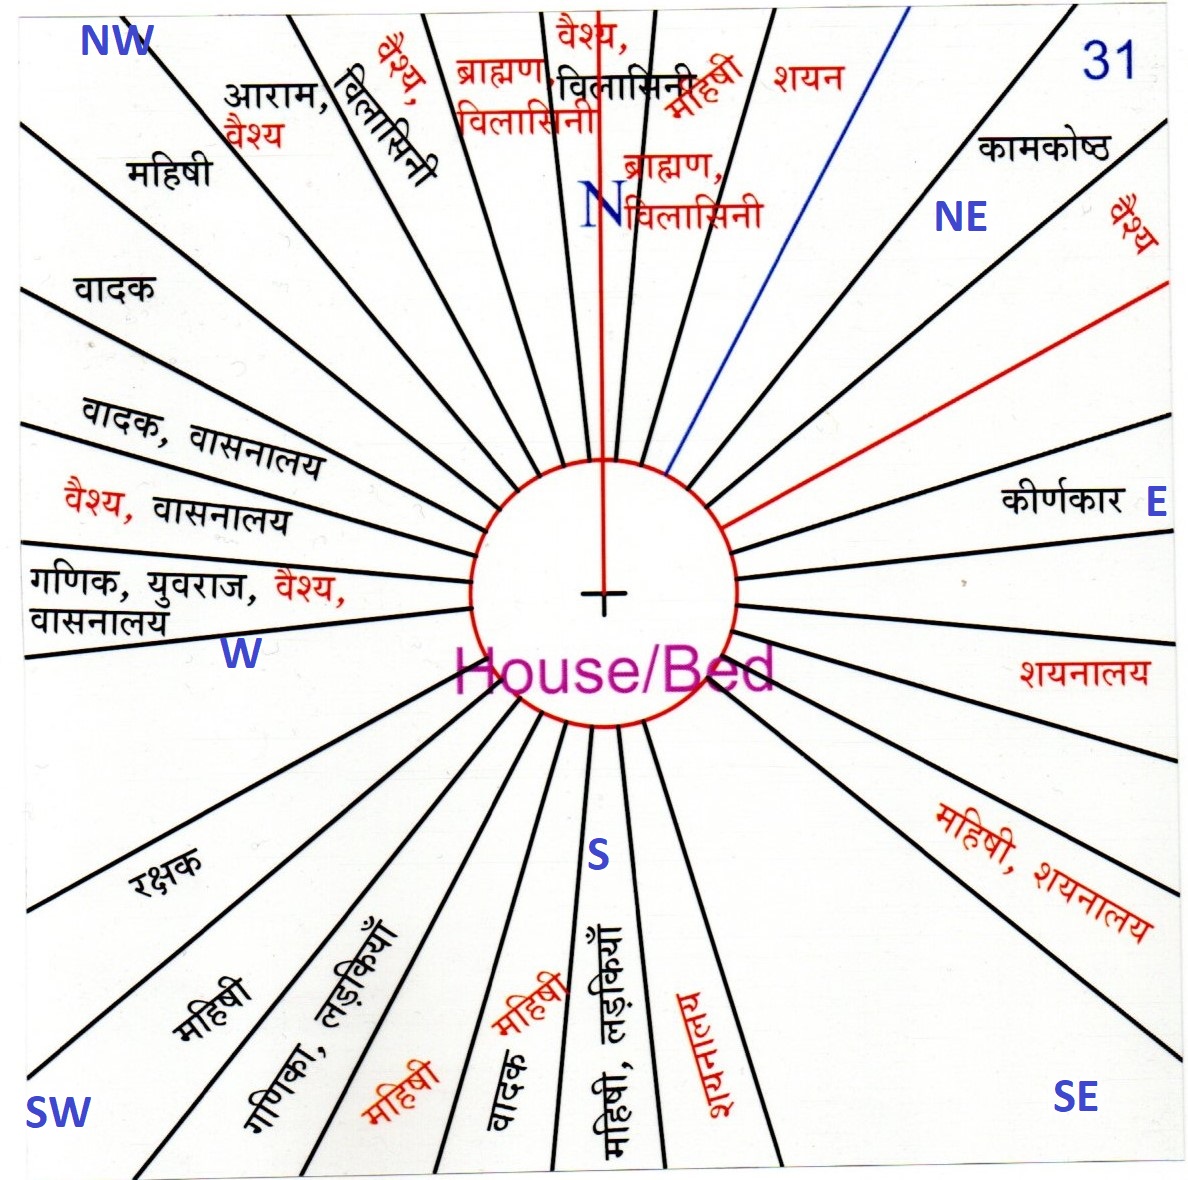 NW
31
वैश्य,
ब्राह्मण,
विलासिनी
वैश्य,
विलासिनी
महिषी
शयन
आराम,
वैश्य
विलासिनी
महिषी
ब्राह्मण,
विलासिनी
N
कामकोष्ठ
NE
वैश्य
वादक
वादक, वासनालय
वैश्य, वासनालय
कीर्णकार
E
गणिक, युवराज, वैश्य,
वासनालय
W
House/Bed
शयनालय
रक्षक
S
महिषी, शयनालय
महिषी
गणिका, लड़कियाँ
महिषी
वादक
महिषी
महिषी, लड़कियाँ
शयनालय
SW
SE